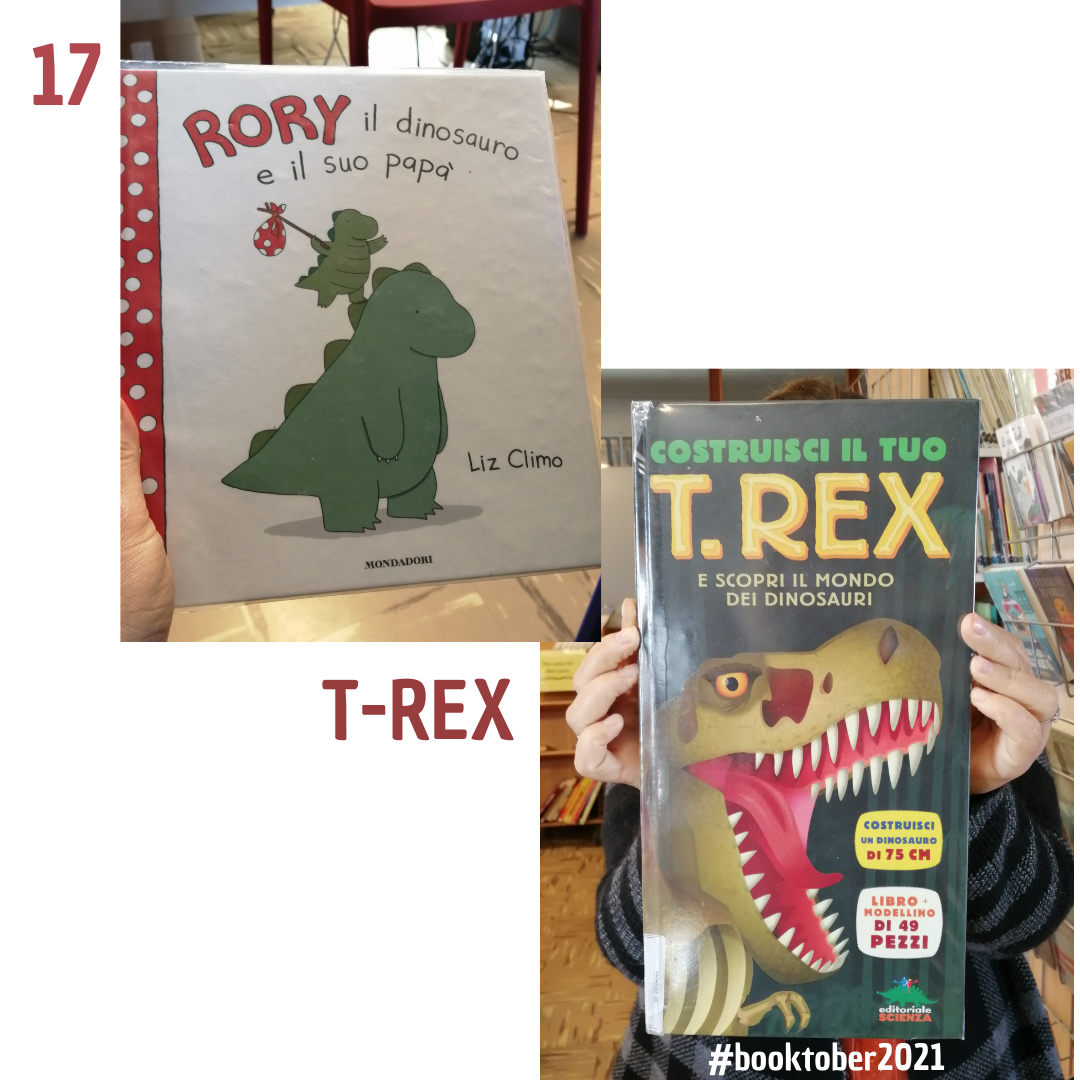 17
RORY il dinosauro
e il suo papà
Liz Climo
MONDADORI
T-REX
COSTRUISCI IL TUO
T. REX
E SCOPRI IL MONDO
DEI DINOSAURI
COSTRUISCI
UN DINOSAURO
DI 75 CM
LIBRO +
MODELLINO
DI 49
PEZZI
editoriale
SCIENZA
#booktober2021